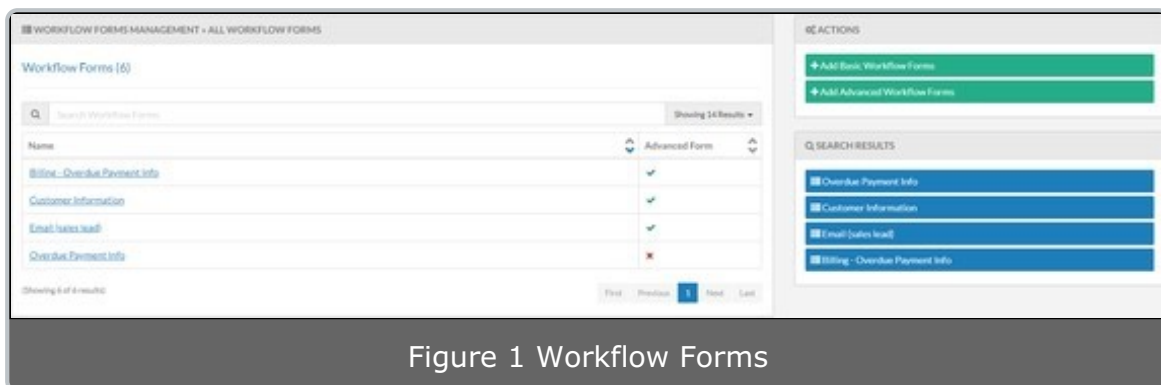 WORKFLOW FORMS MANAGEMENT » ALL WORKFLOW FORMS
Workflow Forms (6)
Search Workflow Forms
Showing 14 Results
Name
Advanced Form
Billing - Overdue Payment Info
Customer Information
Email (sales lead)
Overdue Payment Info
(Showing 6 of 6 results)
First Previous 1 Next Last
ACTIONS
+ Add Basic Workflow Forms
+ Add Advanced Workflow Forms
SEARCH RESULTS
Overdue Payment Info
Customer Information
Email (sales lead)
Billing - Overdue Payment Info
Figure 1 Workflow Forms